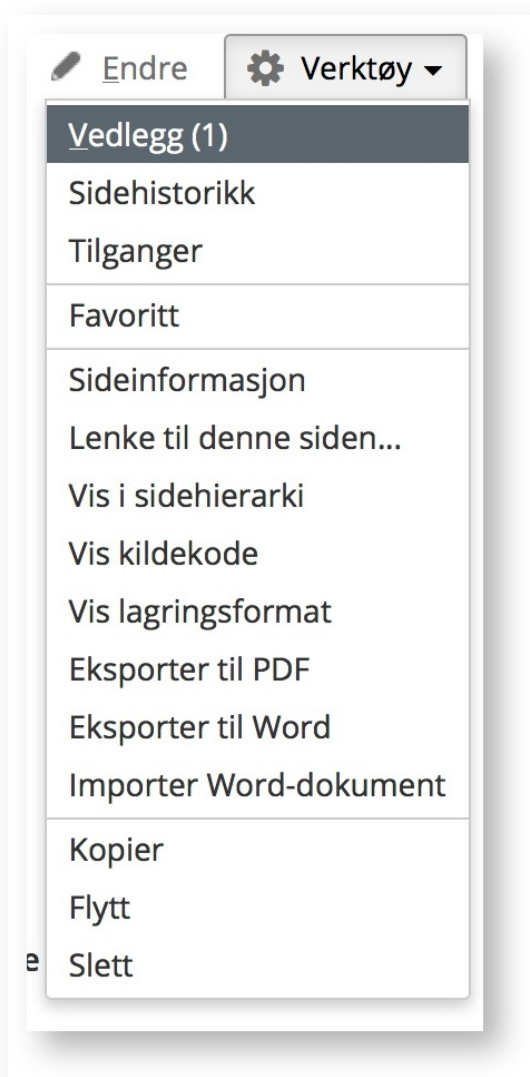 Endre Verktøy
Vedlegg (1)
Sidehistorikk
Tilganger
Favoritt
Sideinformasjon
Lenke til denne siden...
Vis i sidehierarki
Vis kildekode
Vis lagringsformat
Eksporter til PDF
Eksporter til Word
Importer Word-dokument
Kopier
Flytt
e Slett